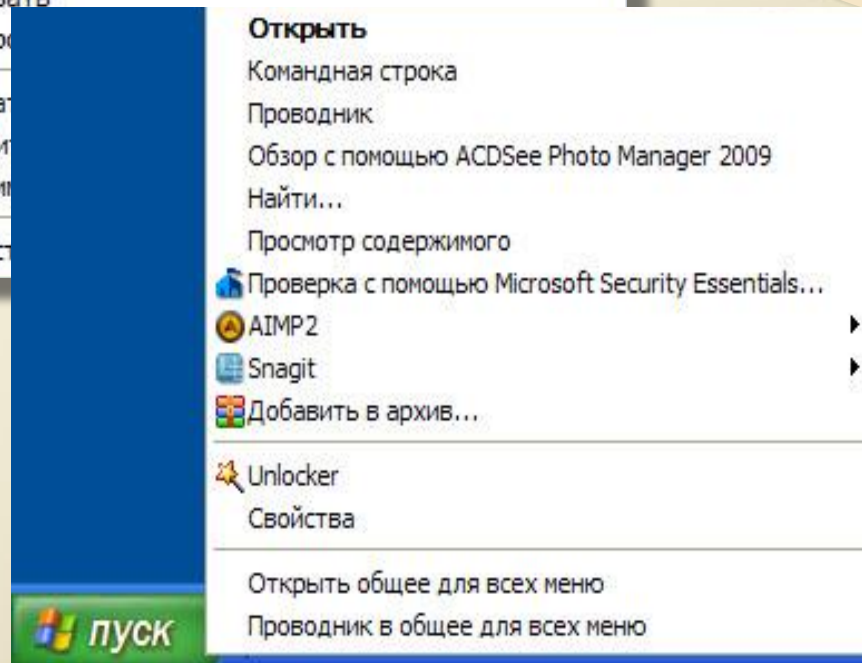 Открыть
Командная строка
Проводник
Обзор с помощью ACDSee Photo Manager 2009
Найти...
Просмотр содержимого
Проверка с помощью Microsoft Security Essentials...
AIMP2
Snagit
Добавить в архив...
Unlocker
Свойства
Открыть общее для всех меню
Проводник в общее для всех меню
пуск